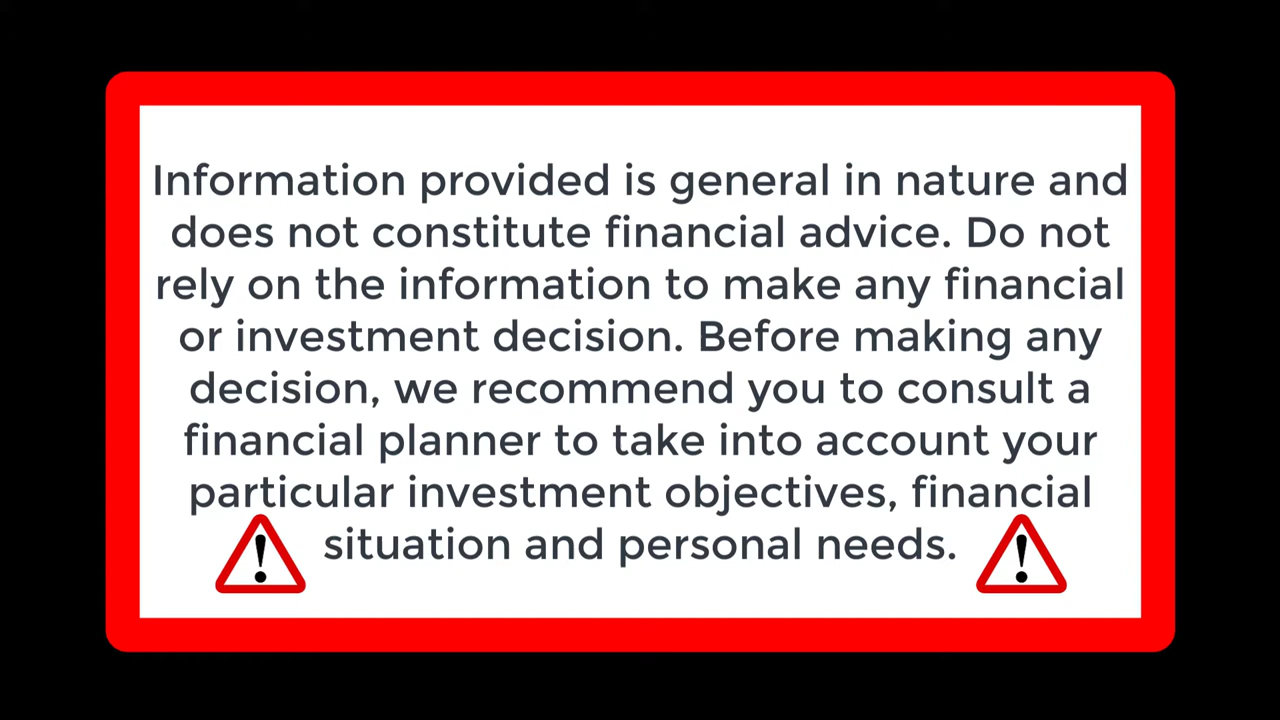 Information provided is general in nature and
does not constitute financial advice. Do not
rely on the information to make any financial
or investment decision. Before making any
decision, we recommend you to consult a
financial planner to take into account your
particular investment objectives, financial
situation and personal needs.